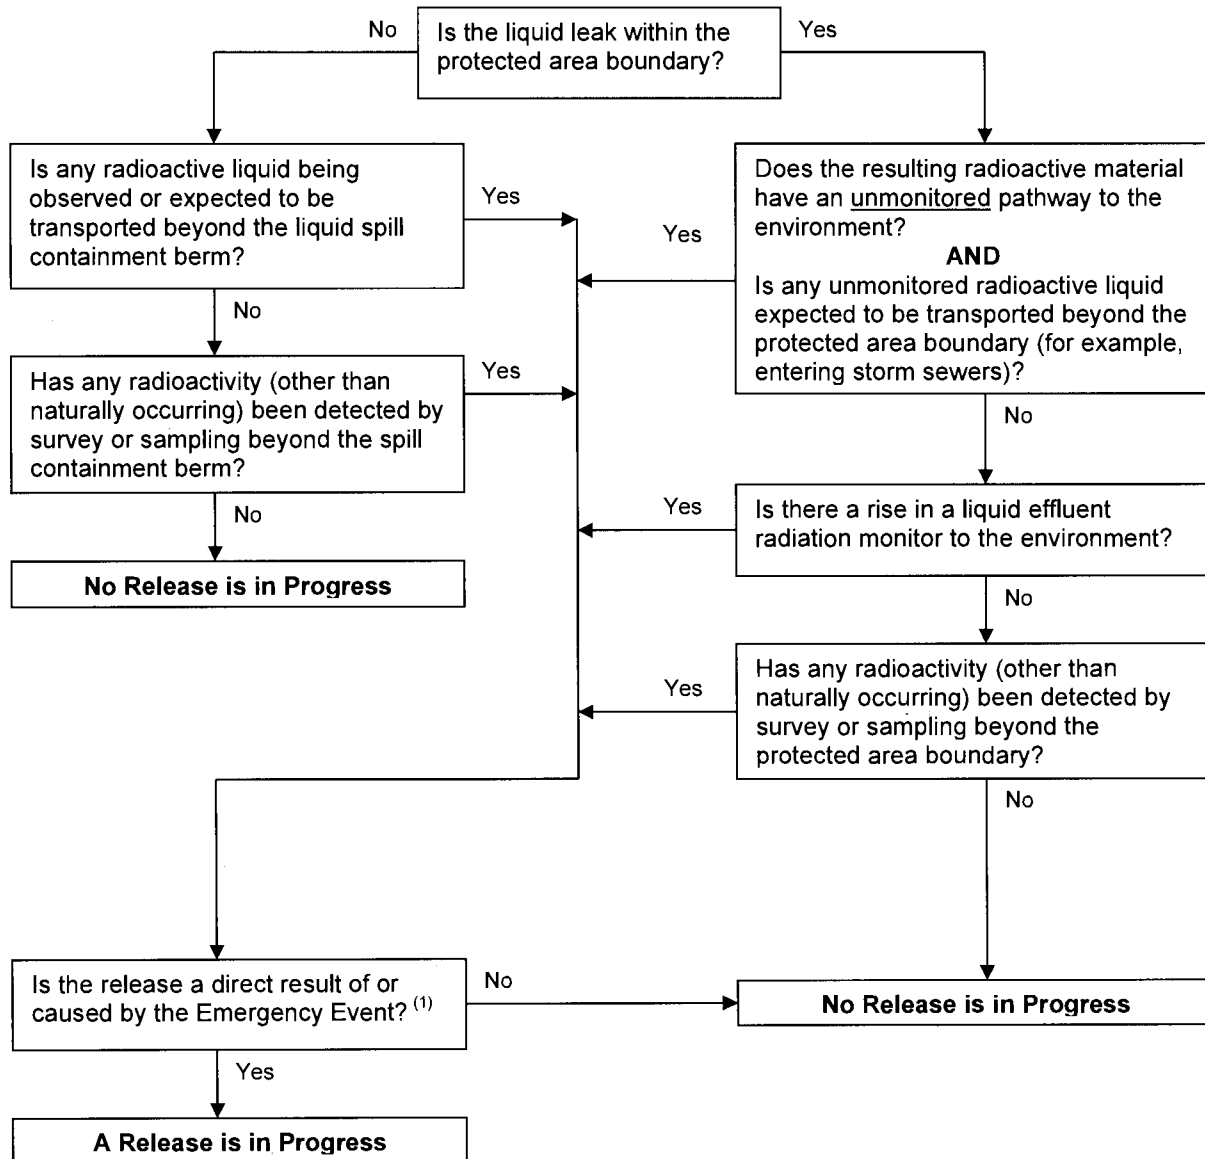 No
Is the liquid leak within the
protected area boundary?
Yes
Is any radioactive liquid being
observed or expected to be
transported beyond the liquid spill
containment berm?
Yes
No
Does the resulting radioactive material
have an unmonitored pathway to the
environment?
AND
Is any unmonitored radioactive liquid
expected to be transported beyond the
protected area boundary (for example,
entering storm sewers)?
Yes
No
Has any radioactivity (other than
naturally occurring) been detected by
survey or sampling beyond the spill
containment berm?
Yes
No
No Release is in Progress
Is there a rise in a liquid effluent
radiation monitor to the environment?
Yes
No
Has any radioactivity (other than
naturally occurring) been detected by
survey or sampling beyond the
protected area boundary?
Yes
No
Is the release a direct result of or
caused by the Emergency Event? (1)
No
No Release is in Progress
Yes
A Release is in Progress